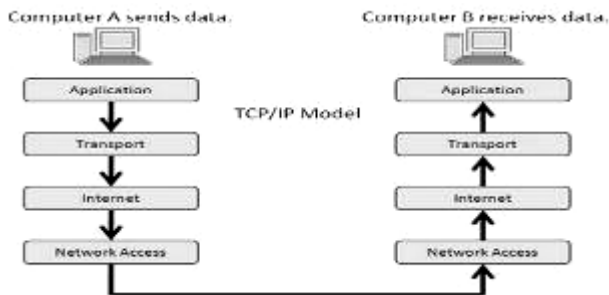 Computer A sends data.
Computer B receives data.
Application
Application
TCP/IP Model
Transport
Transport
Internet
Internet
Network Access
Network Access